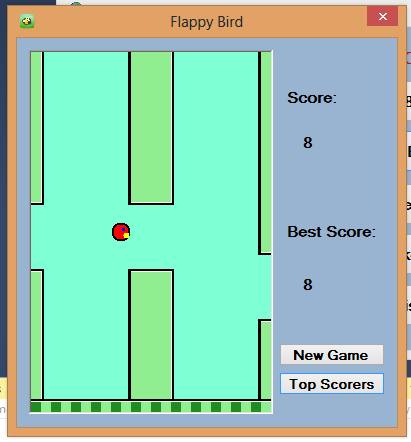 Flappy Bird
Score:
8
Best Score:
8
New Game
Top Scorers